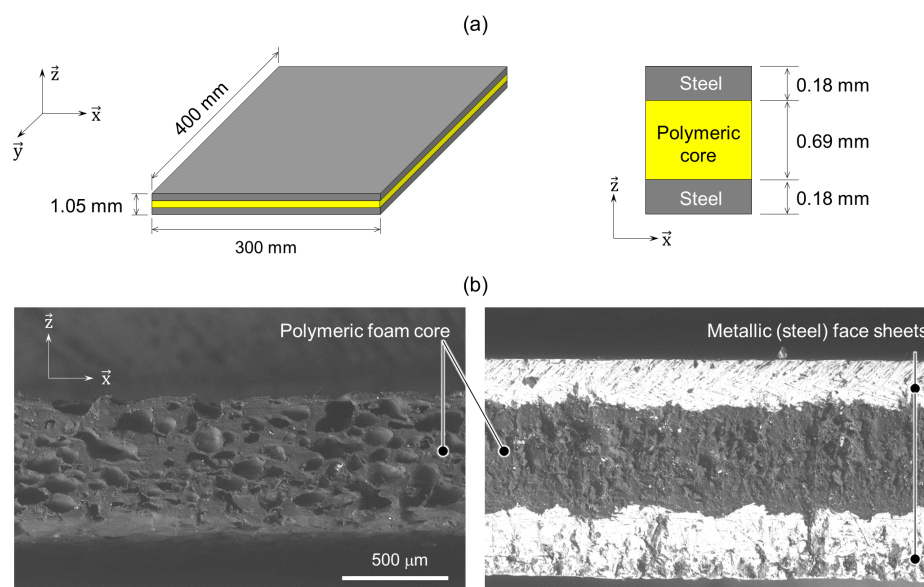 (a)
z⃗
x⃗
y⃗
400 mm
1.05 mm
300 mm
Steel
0.18 mm
Polymeric
core
0.69 mm
Steel
0.18 mm
z⃗
x⃗
(b)
z⃗
x⃗
Polymeric foam core
500 μm
Metallic (steel) face sheets